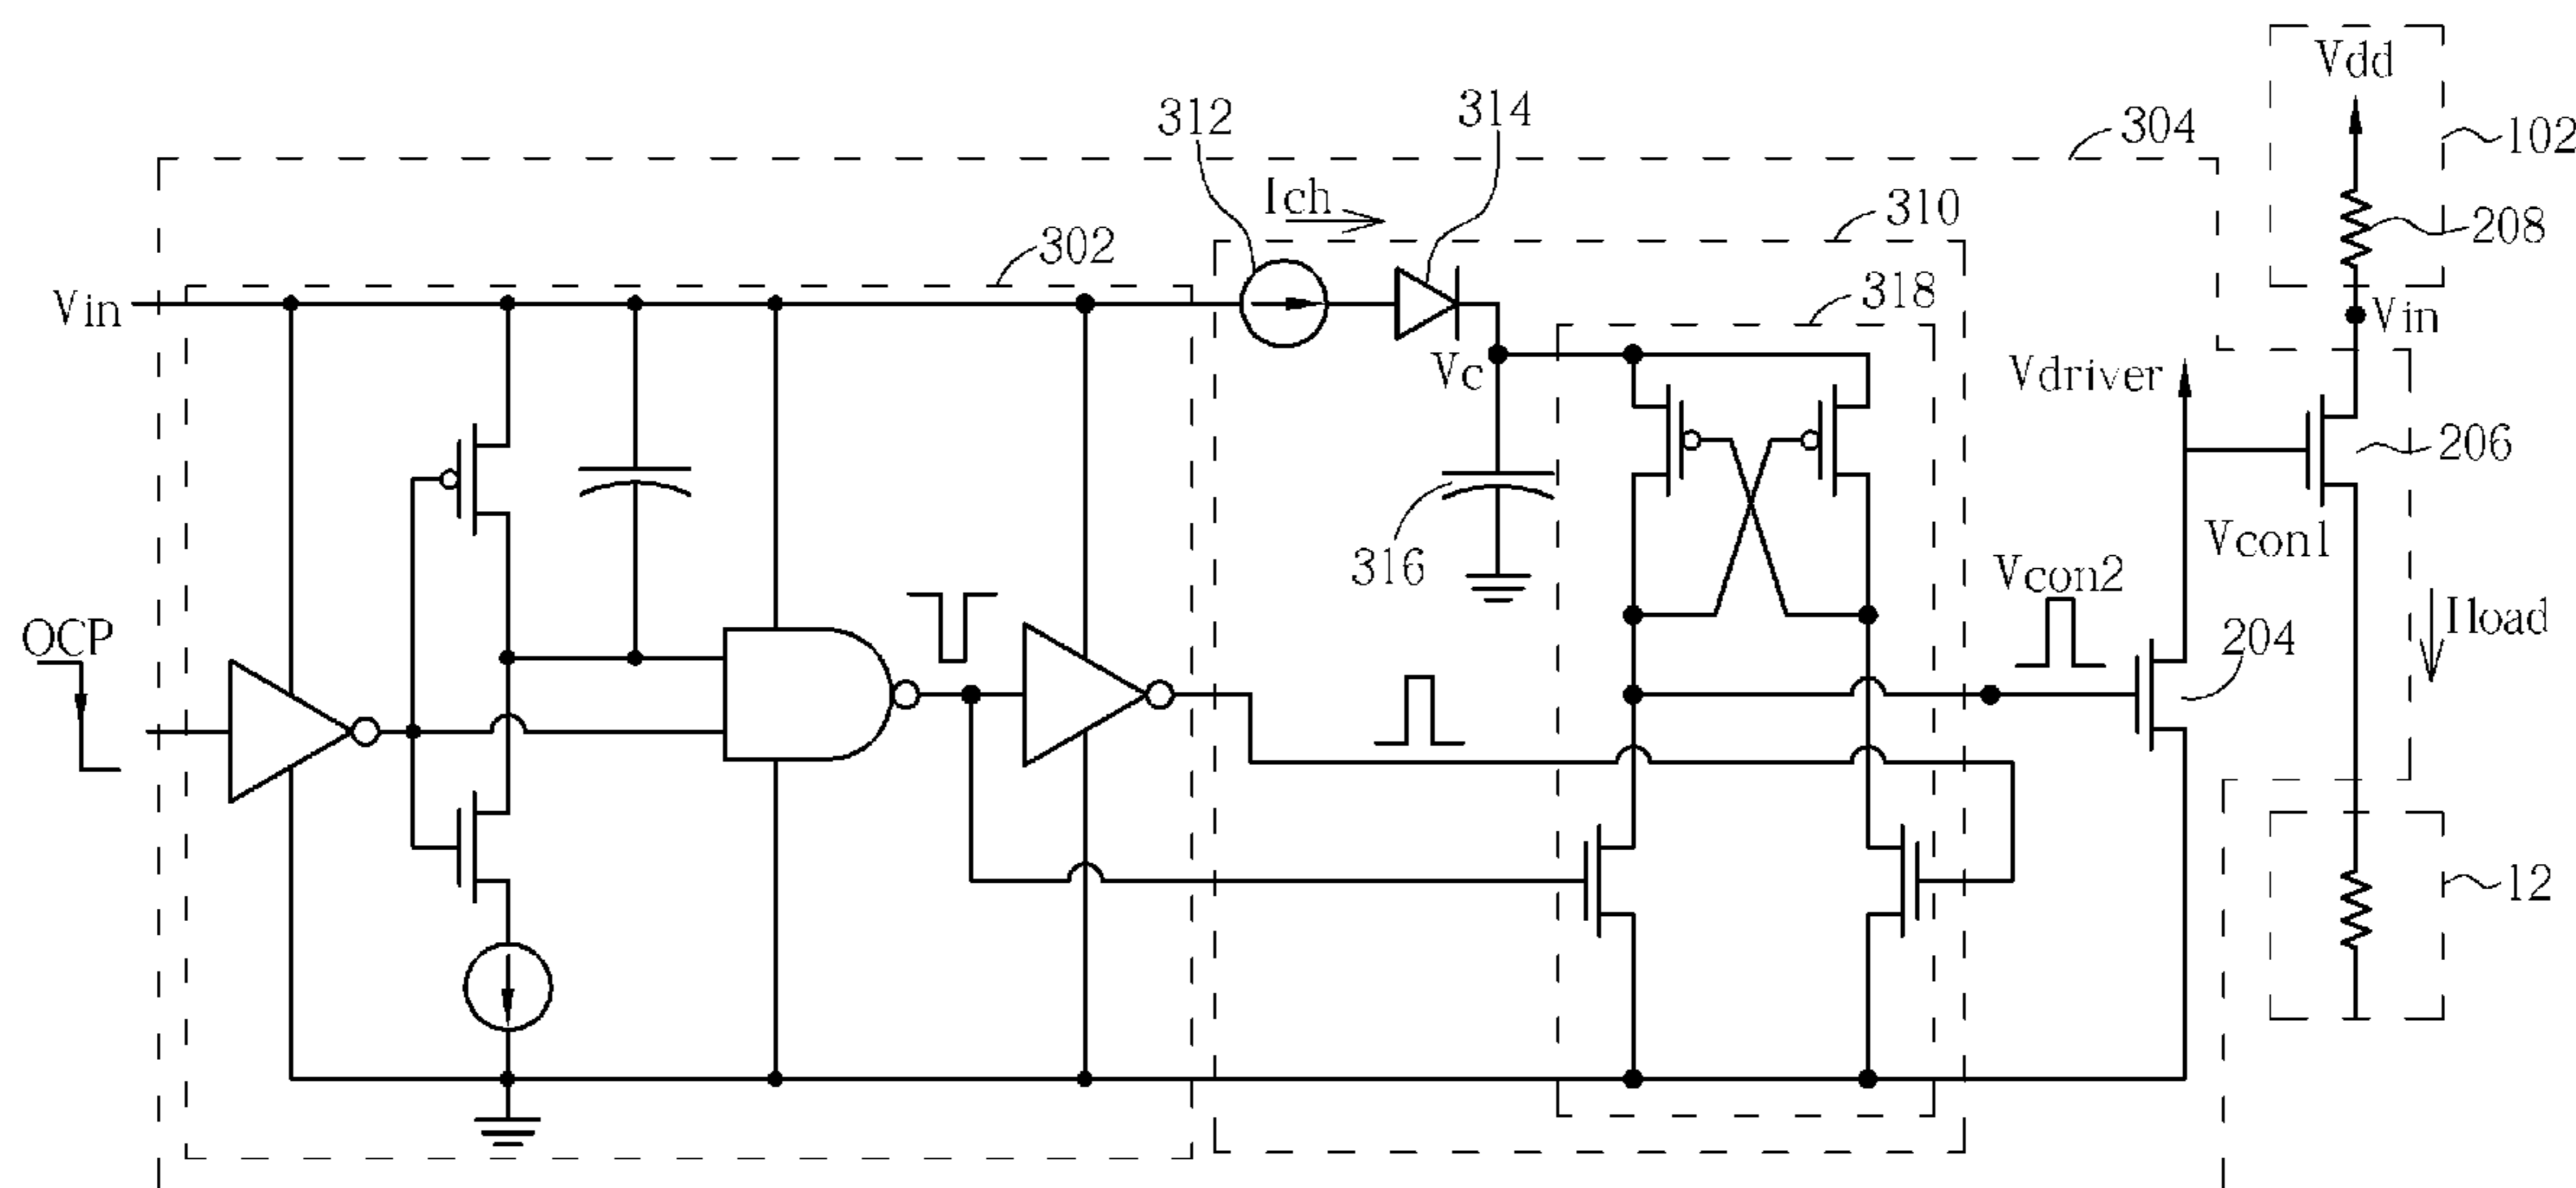 Vdd
312
314
304
102
Ich
310
208
302
318
Vin
Vin
Vc
Vdriver
206
316
Vcon1
Vcon2
OCP
Iload
204
12